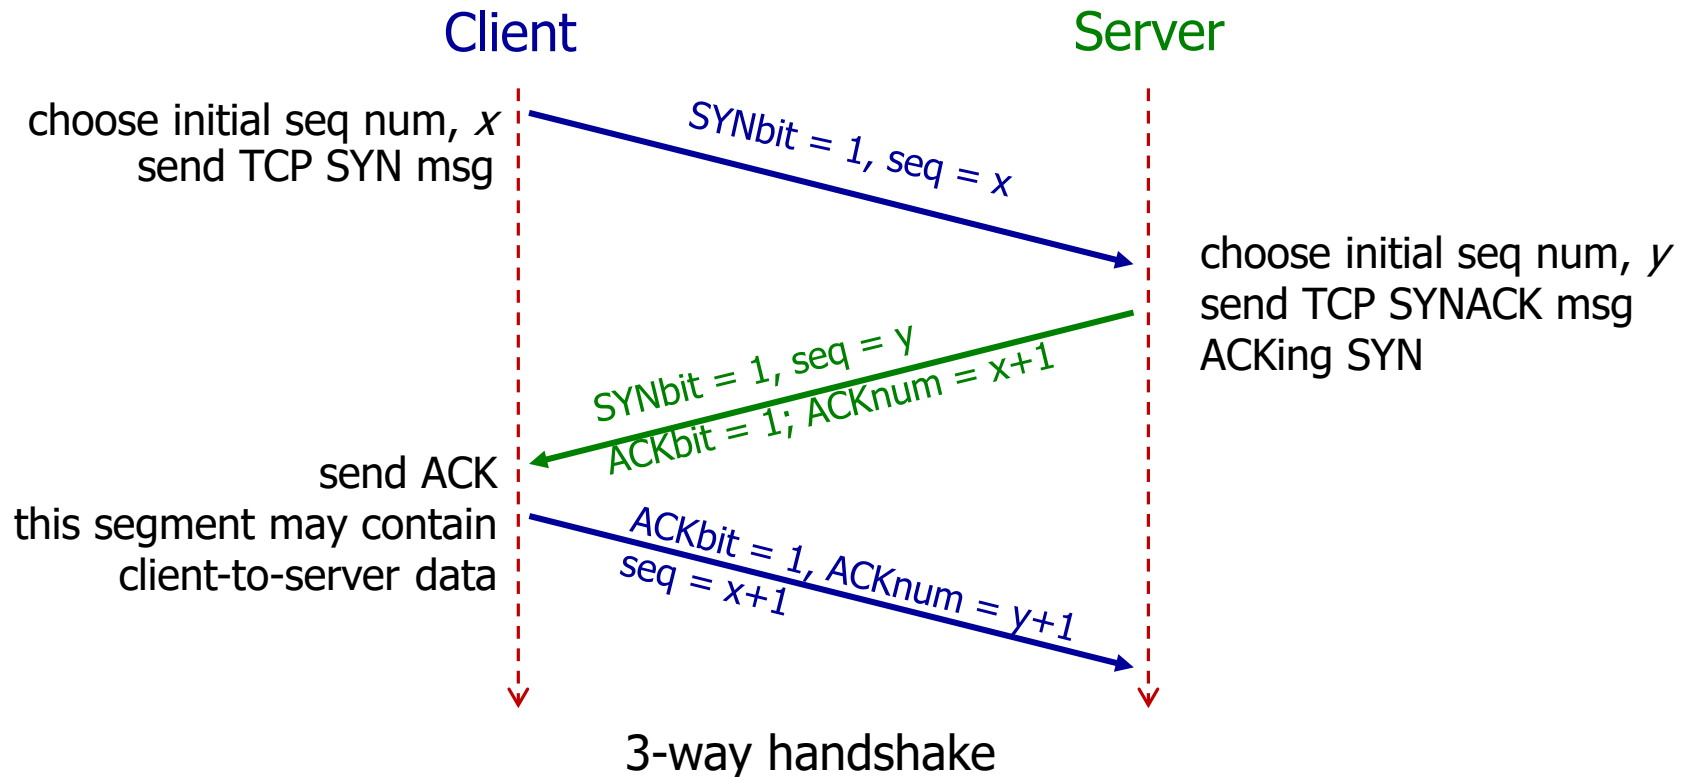 Client
Server
choose initial seq num, x
send TCP SYN msg
SYNbit = 1, seq = x
choose initial seq num, y
send TCP SYNACK msg
ACKing SYN
SYNbit = 1, seq = y
ACKbit = 1; ACKnum = x+1
send ACK
this segment may contain
client-to-server data
ACKbit = 1, ACKnum = y+1
seq = x+1
3-way handshake